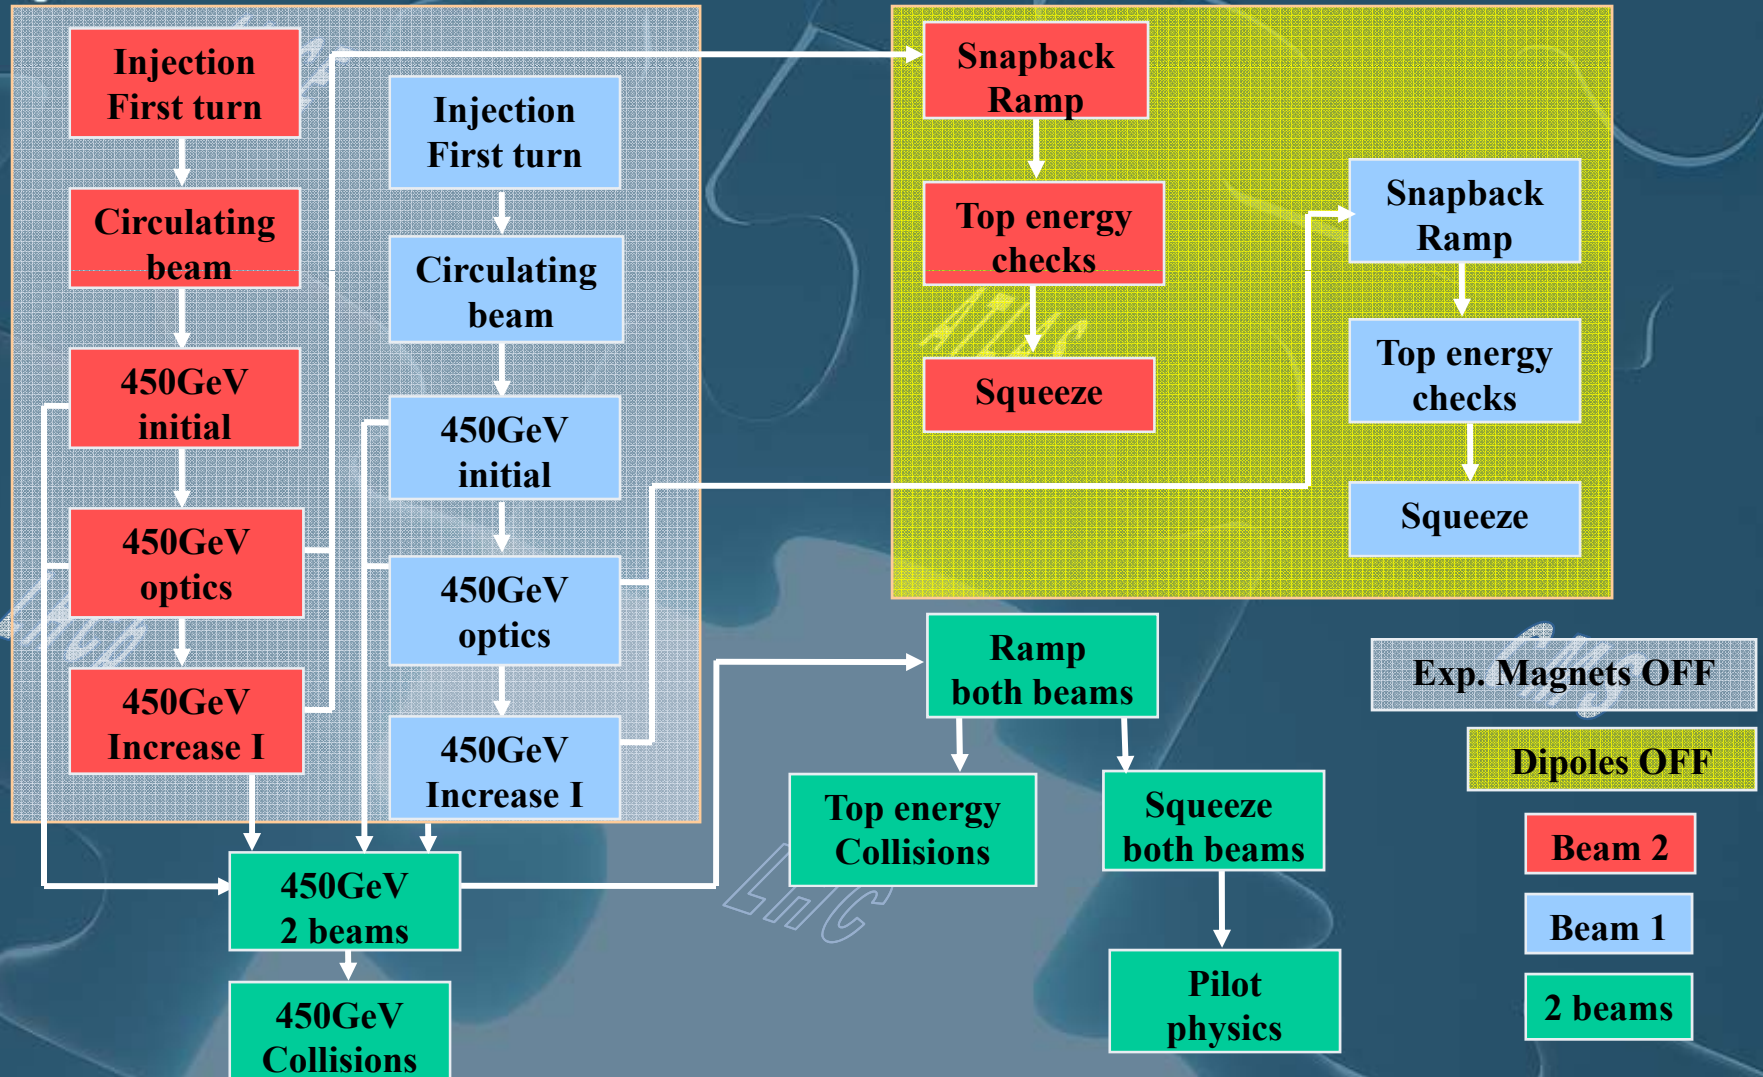 Injection
First turn
Circulating
beam
450GeV
initial
450GeV
optics
450GeV
Increase I
Injection
First turn
Circulating
beam
450GeV
initial
450GeV
optics
450GeV
Increase I
450GeV
2 beams
450GeV
Collisions
Snapback
Ramp
Top energy
checks
Squeeze
Snapback
Ramp
Top energy
checks
Squeeze
Ramp
both beams
Top energy
Collisions
Squeeze
both beams
Pilot
physics
Exp. Magnets OFF
Dipoles OFF
Beam 2
Beam 1
2 beams
LHC
CMS
LHCb